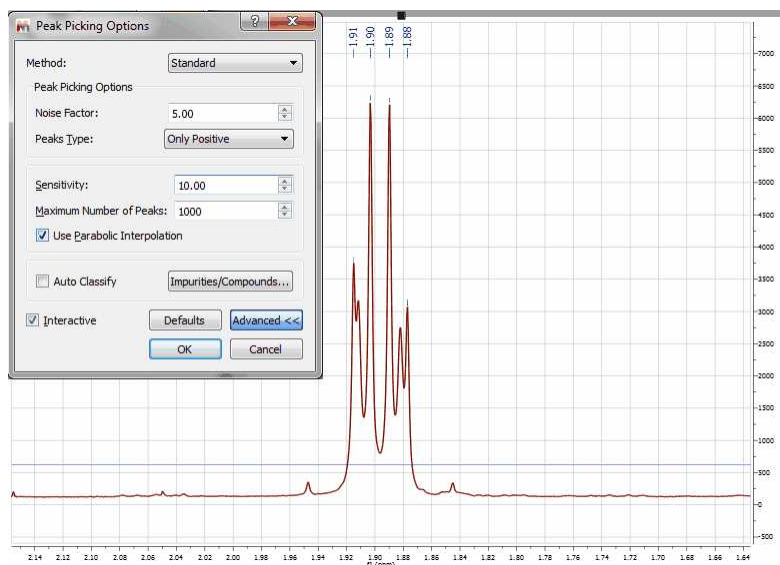 Peak Picking Options
Method: Standard
Peak Picking Options
Noise Factor: 5.00
Peaks Type: Only Positive
Sensitivity: 10.00
Maximum Number of Peaks: 1000
Use Parabolic Interpolation
Auto Classify Impurities/Compounds...
Interactive Defaults Advanced <<
OK Cancel
1.91 1.90 1.89 1.88
7000
6500
6000
5500
5000
4500
4000
3500
3000
2500
2000
1500
1000
500
0
-500
2.14 2.12 2.10 2.08 2.06 2.04 2.02 2.00 1.98 1.96 1.94 1.92 1.90 1.88 1.86 1.84 1.82 1.80 1.78 1.76 1.74 1.72 1.70 1.68 1.66 1.64